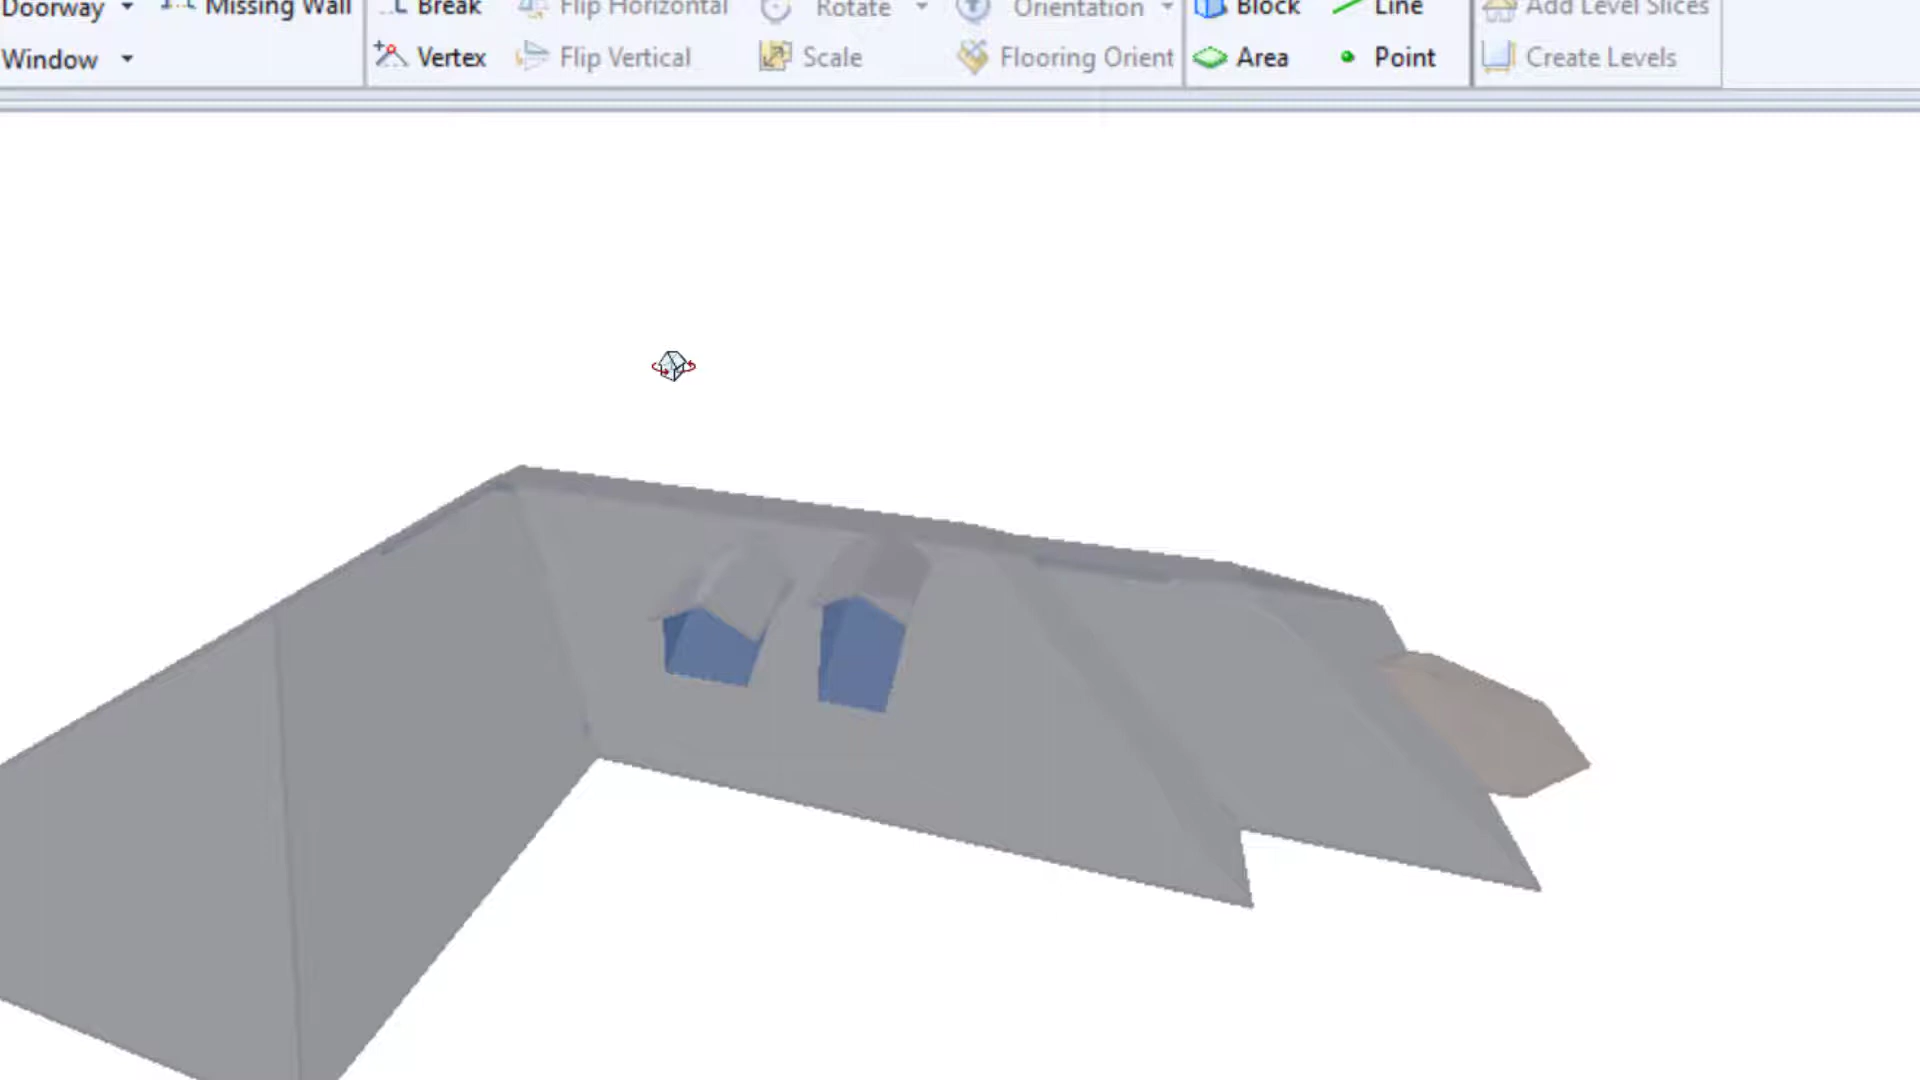 Doorway Missing Wall Break Flip Horizontal Rotate Orientation Block Line Add Level Slices
Window Vertex Flip Vertical Scale Flooring Orient Area Point Create Levels